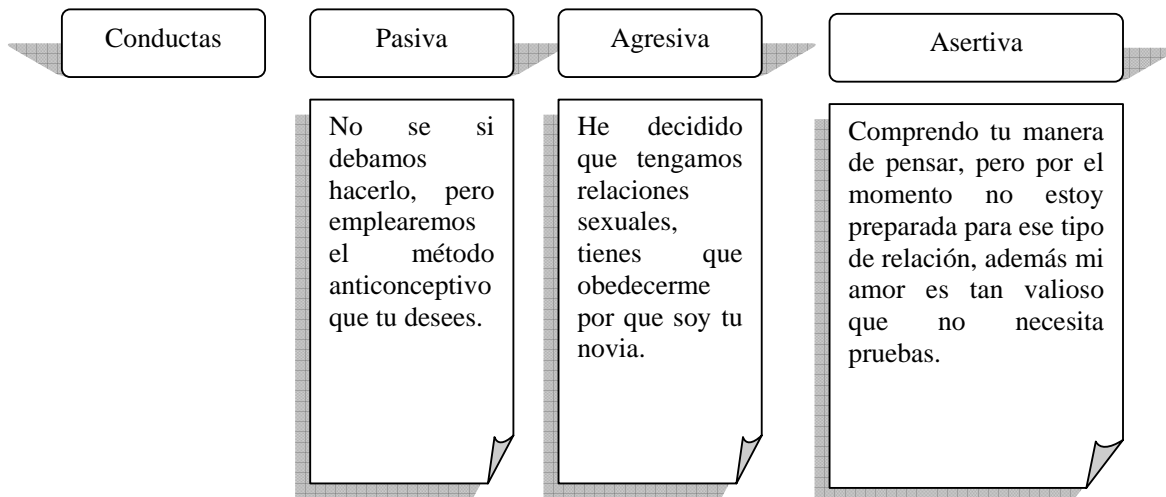 Conductas
Pasiva
Agresiva
Asertiva
No se si
debamos
hacerlo, pero
emplearemos
el método
anticonceptivo
que tu desees.
He decidido
que tengamos
relaciones
sexuales,
tienes que
obedecerme
por que soy tu
novia.
Comprendo tu manera
de pensar, pero por el
momento no estoy
preparada para ese tipo
de relación, además mi
amor es tan valioso
que no necesita
pruebas.